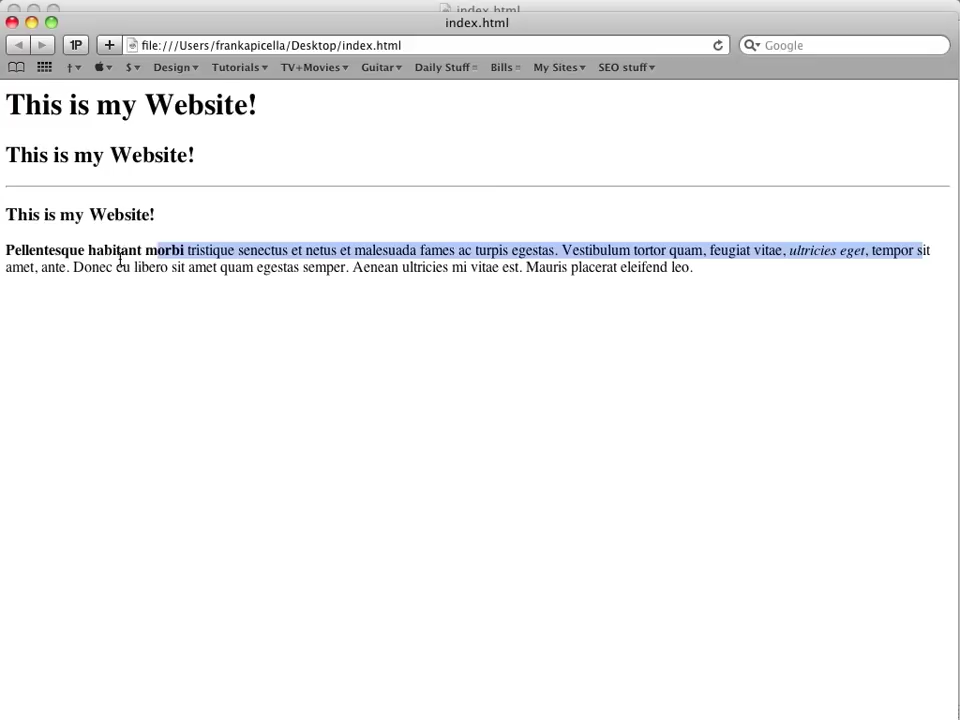 index.html
index.html
1P + file:///Users/frankapicella/Desktop/index.html Google
$ Design Tutorials TV+Movies Guitar Daily Stuff Bills My Sites SEO stuff
This is my Website!
This is my Website!
This is my Website!
Pellentesque habitant morbi tristique senectus et netus et malesuada fames ac turpis egestas. Vestibulum tortor quam, feugiat vitae, ultricies eget, tempor sit
amet, ante. Donec eu libero sit amet quam egestas semper. Aenean ultricies mi vitae est. Mauris placerat eleifend leo.